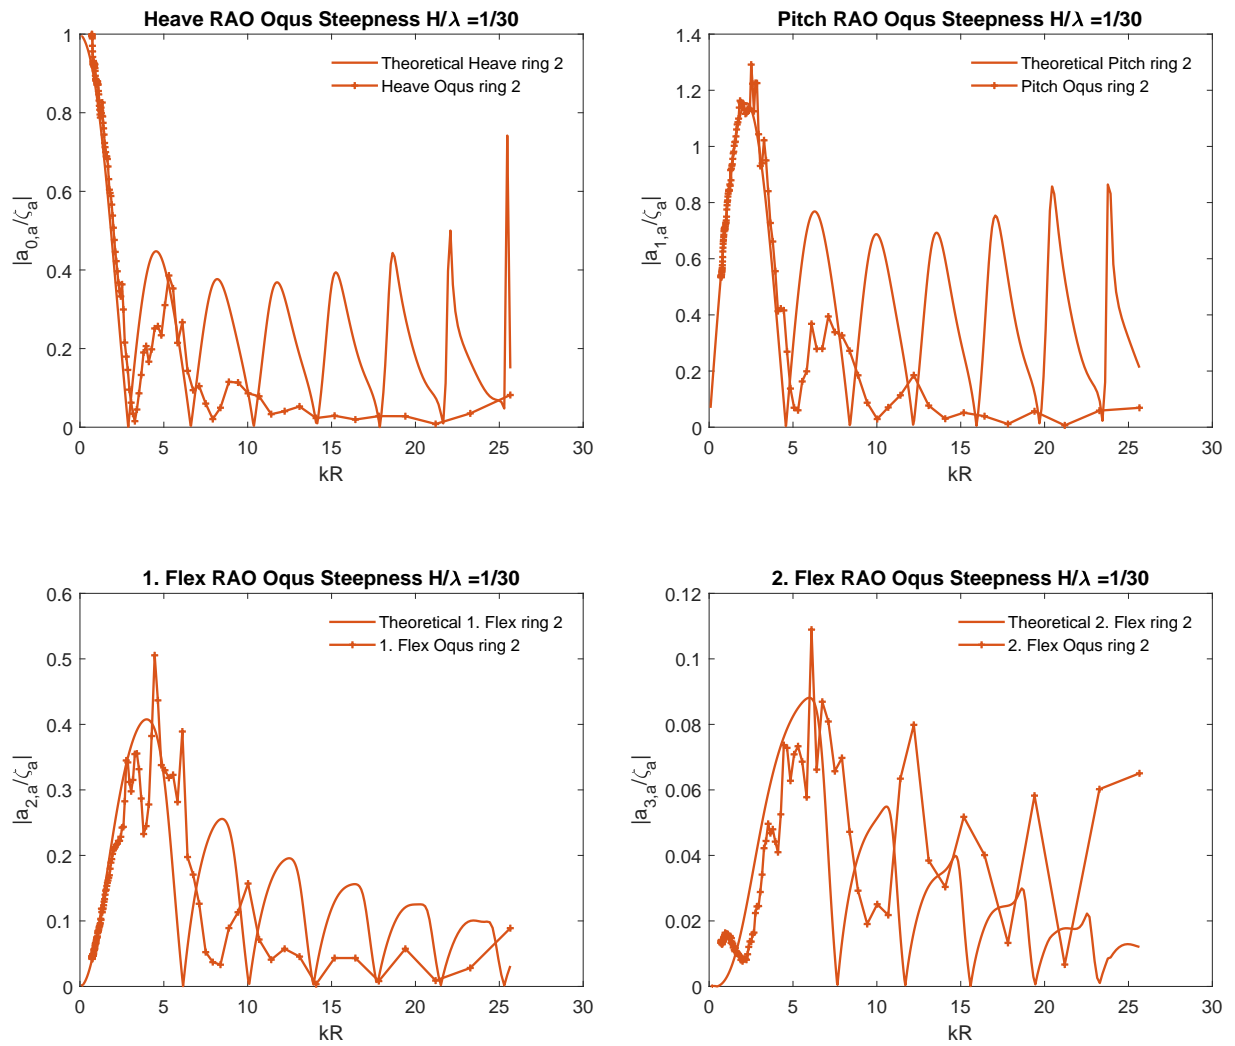 Heave RAO Oqus Steepness H/λ =1/30
1
0.8
0.6
0.4
0.2
0
|a0,a/ζa|
Theoretical Heave ring 2
Heave Oqus ring 2
0 5 10 15 20 25 30
kR
Pitch RAO Oqus Steepness H/λ =1/30
1.4
1.2
1
0.8
0.6
0.4
0.2
0
|a1,a/ζa|
Theoretical Pitch ring 2
Pitch Oqus ring 2
0 5 10 15 20 25 30
kR
1. Flex RAO Oqus Steepness H/λ =1/30
0.6
0.5
0.4
0.3
0.2
0.1
0
|a2,a/ζa|
Theoretical 1. Flex ring 2
1. Flex Oqus ring 2
0 5 10 15 20 25 30
kR
2. Flex RAO Oqus Steepness H/λ =1/30
0.12
0.1
0.08
0.06
0.04
0.02
0
|a3,a/ζa|
Theoretical 2. Flex ring 2
2. Flex Oqus ring 2
0 5 10 15 20 25 30
kR